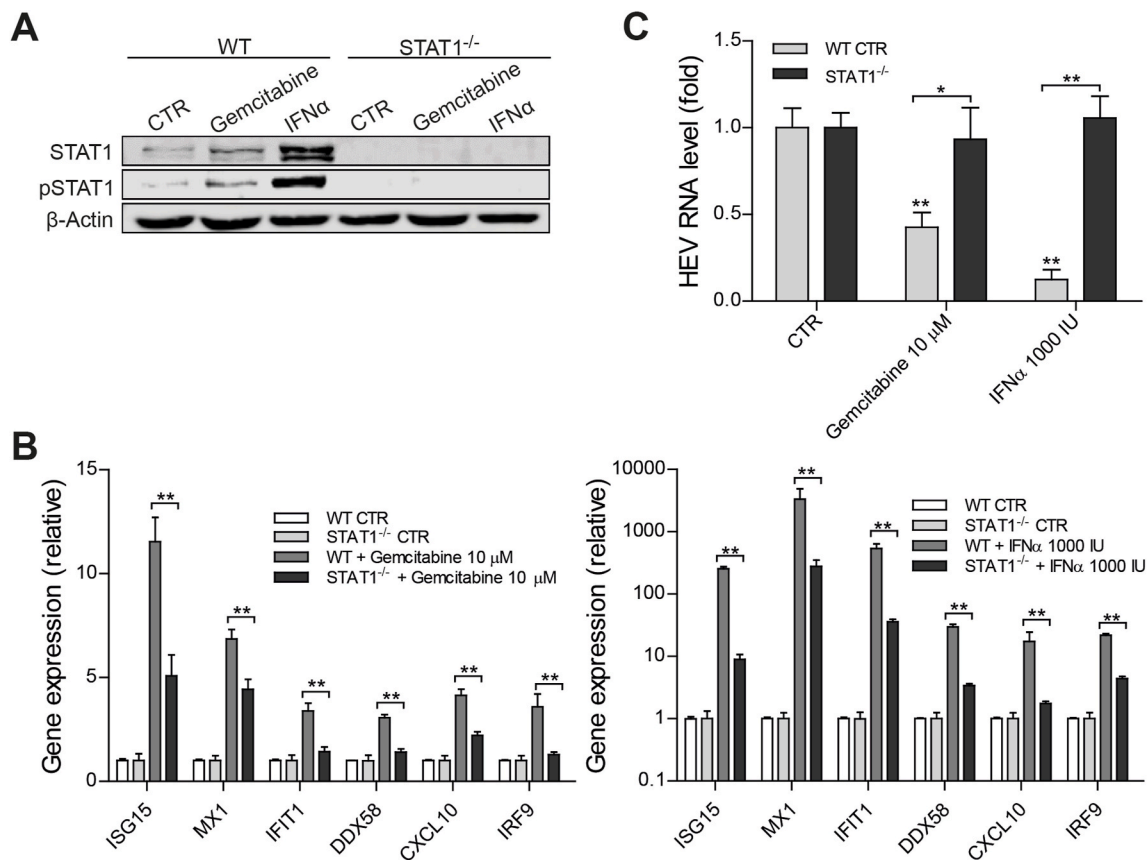 A
WT
STAT1-/-
CTR
Gemcitabine
IFNα
CTR
Gemcitabine
IFNα
STAT1
pSTAT1
β-Actin
C
HEV RNA level (fold)
1.5
1.0
0.5
0.0
WT CTR
STAT1-/-
*
**
**
**
CTR
Gemcitabine 10 μM
IFNα 1000 IU
B
Gene expression (relative)
15
10
5
0
WT CTR
STAT1-/- CTR
WT + Gemcitabine 10 μM
STAT1-/- + Gemcitabine 10 μM
**
**
**
**
**
**
ISG15
MX1
IFIT1
DDX58
CXCL10
IRF9
Gene expression (relative)
10000
1000
100
10
1
0.1
WT CTR
STAT1-/- CTR
WT + IFNα 1000 IU
STAT1-/- + IFNα 1000 IU
**
**
**
**
**
**
ISG15
MX1
IFIT1
DDX58
CXCL10
IRF9